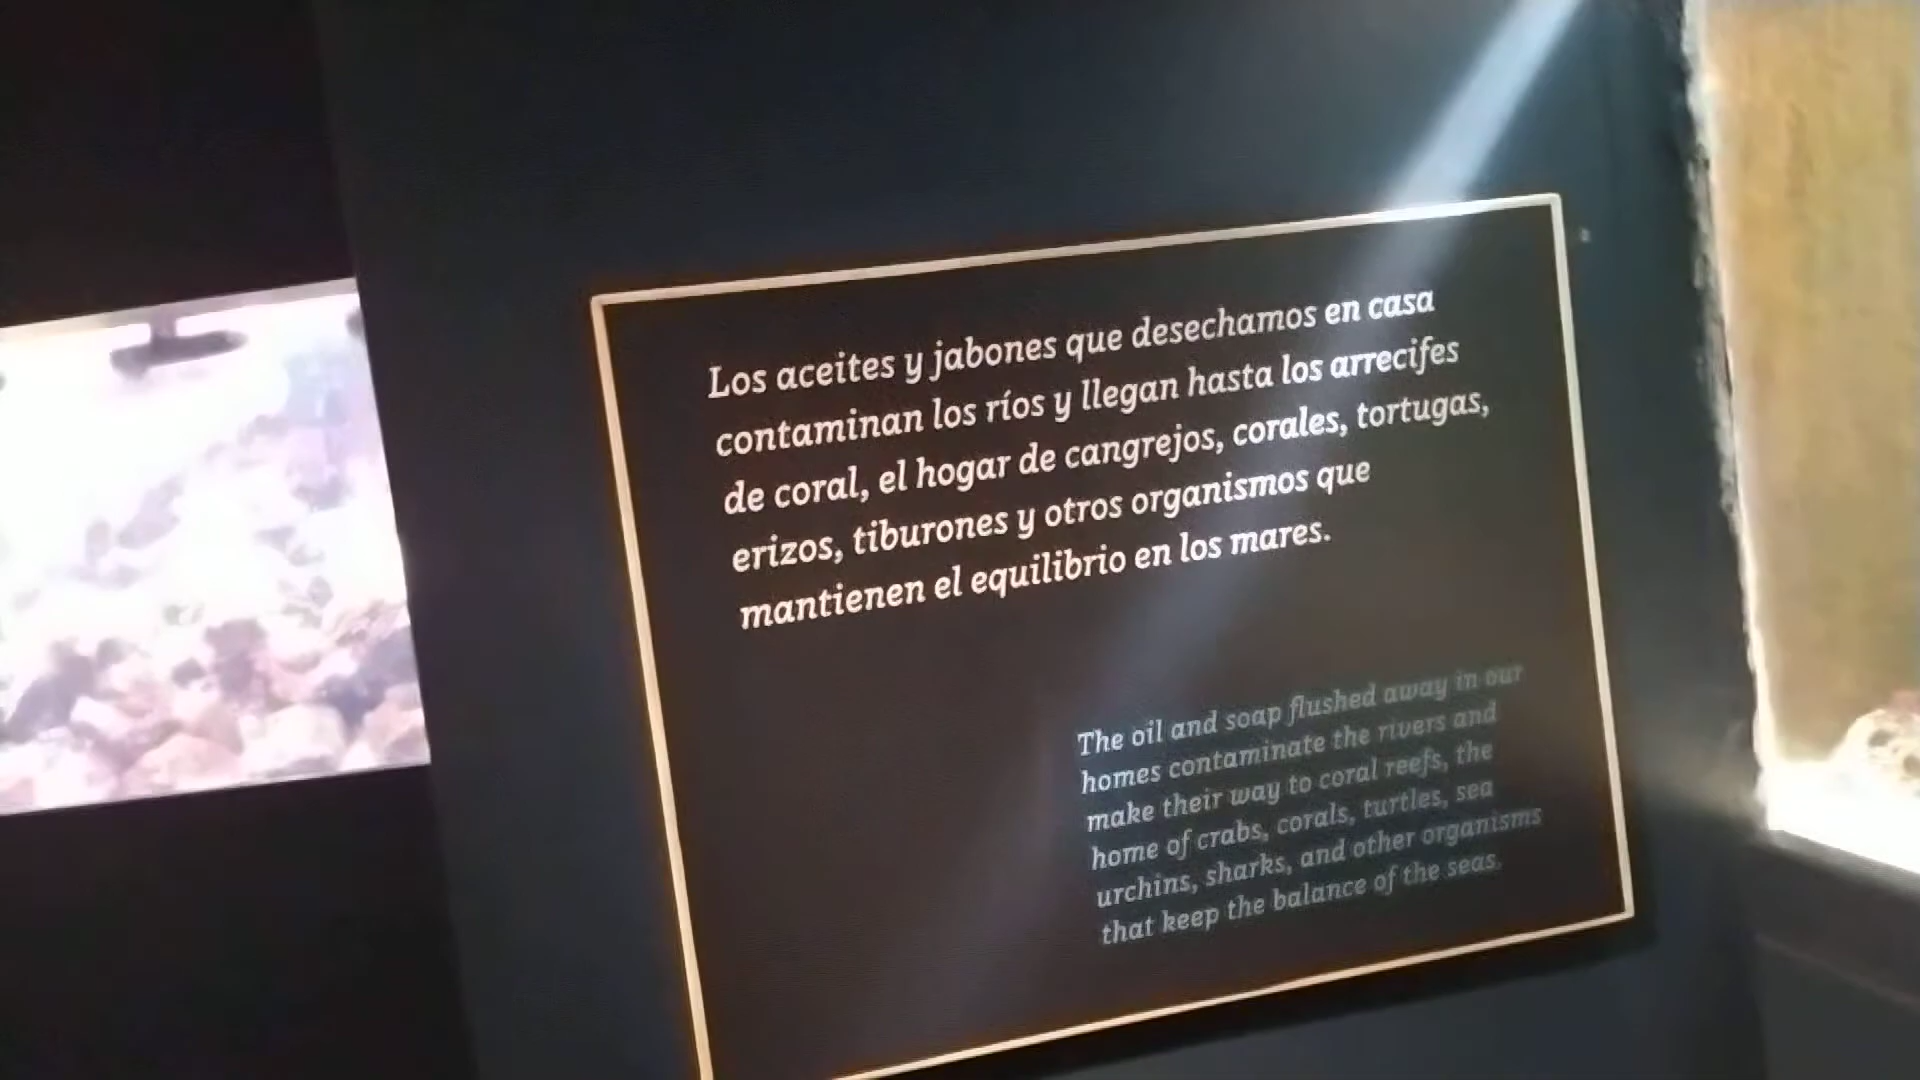 Los aceites y jabones que desechamos en casa
contaminan los ríos y llegan hasta los arrecifes
de coral, el hogar de cangrejos, corales, tortugas,
erizos, tiburones y otros organismos que
mantienen el equilibrio en los mares.
The oil and soap flushed away in our
homes contaminate the rivers and
make their way to coral reefs, the
home of crabs, corals, turtles, sea
urchins, sharks, and other organisms
that keep the balance of the seas.